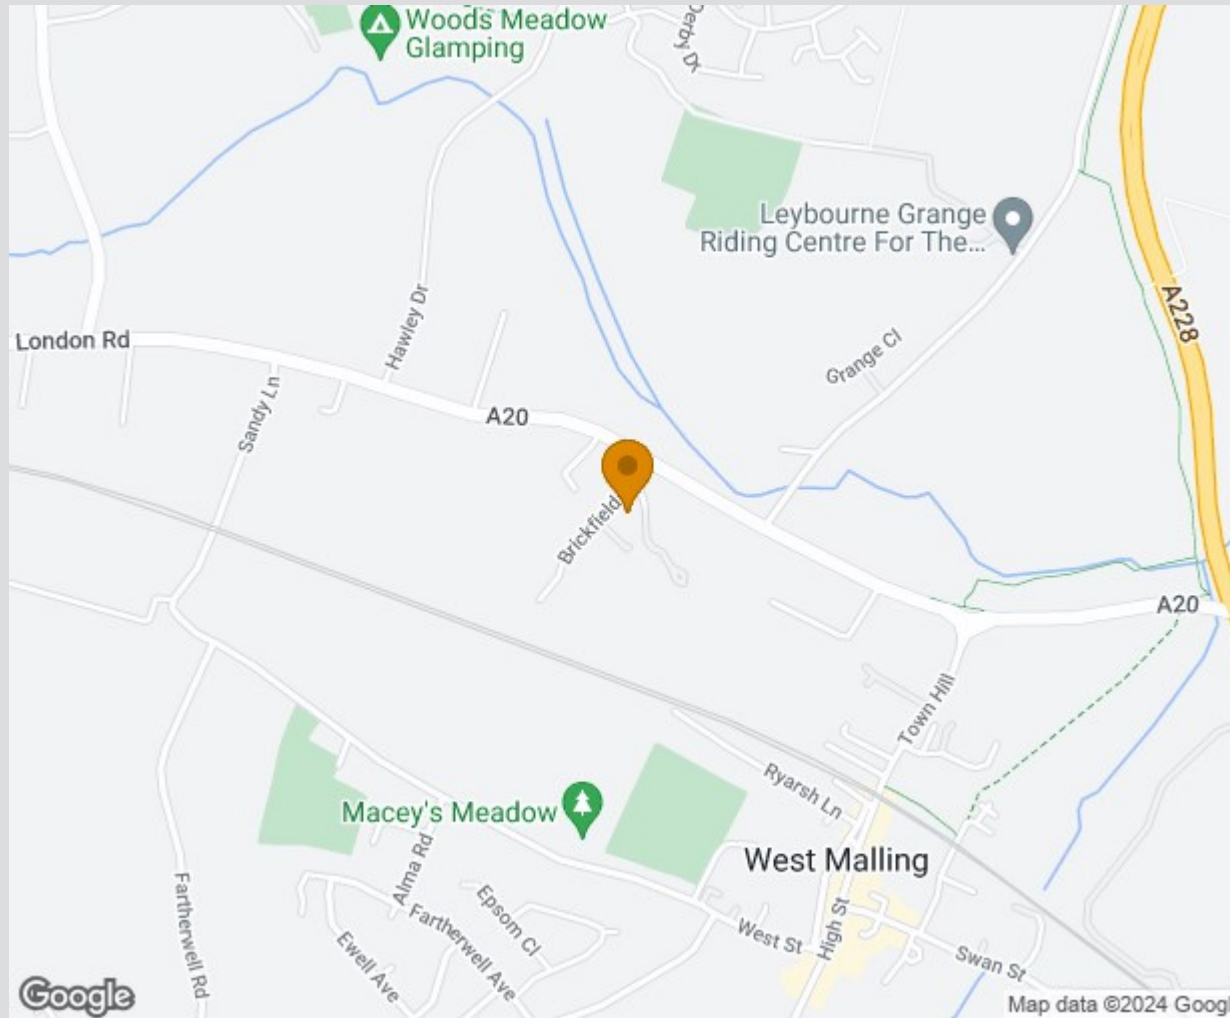 Woods Meadow
Glamping
Derby Dr
Leybourne Grange
Riding Centre For The...
A228
London Rd
Hawley Dr
Grange Cl
Sandy Ln
A20
Brickfield
A20
Town Hill
Ryarsh Ln
Macey's Meadow
West Malling
Alma Rd
Fartherwell Rd
Epsom Cl
Fartherwell Ave
Ewell Ave
West St
High St
Swan St
Google
Map data ©2024 Googl